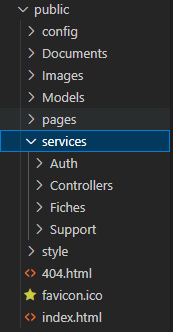 public
config
Documents
Images
Models
pages
services
Auth
Controllers
Fiches
Support
style
404.html
favicon.ico
index.html